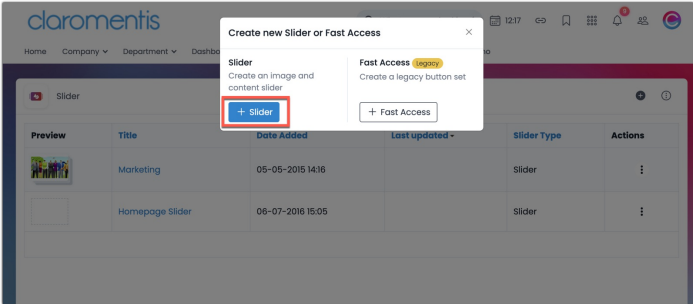 claromentis
12:17
0
Home Company Department Dashbo
Create new Slider or Fast Access
Slider
Create an image and
content slider
+ Slider
Fast Access Legacy
Create a legacy button set
+ Fast Access
Slider
Preview Title Date Added Last updated Slider Type Actions
Marketing 05-05-2015 14:16 Slider
Homepage Slider 06-07-2016 15:05 Slider